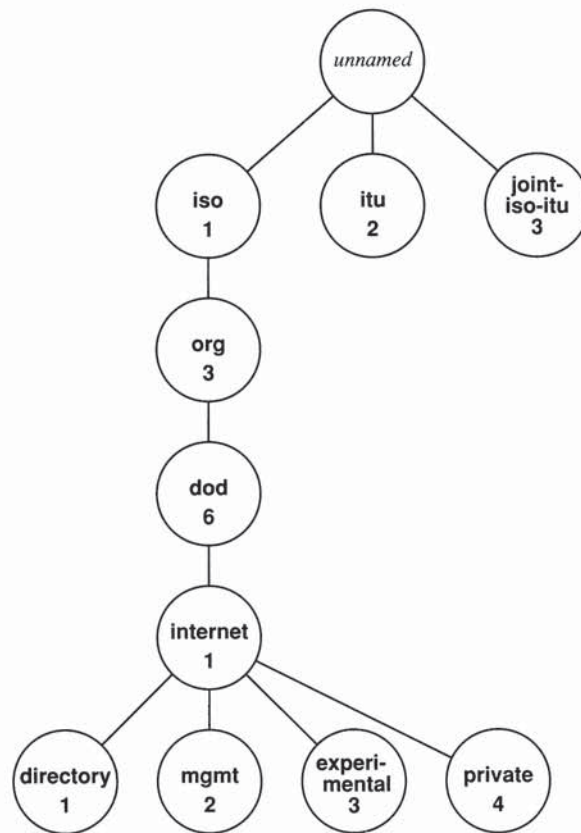 unnamed
iso
1
itu
2
joint-
iso-itu
3
org
3
dod
6
internet
1
directory
1
mgmt
2
experi-
mental
3
private
4